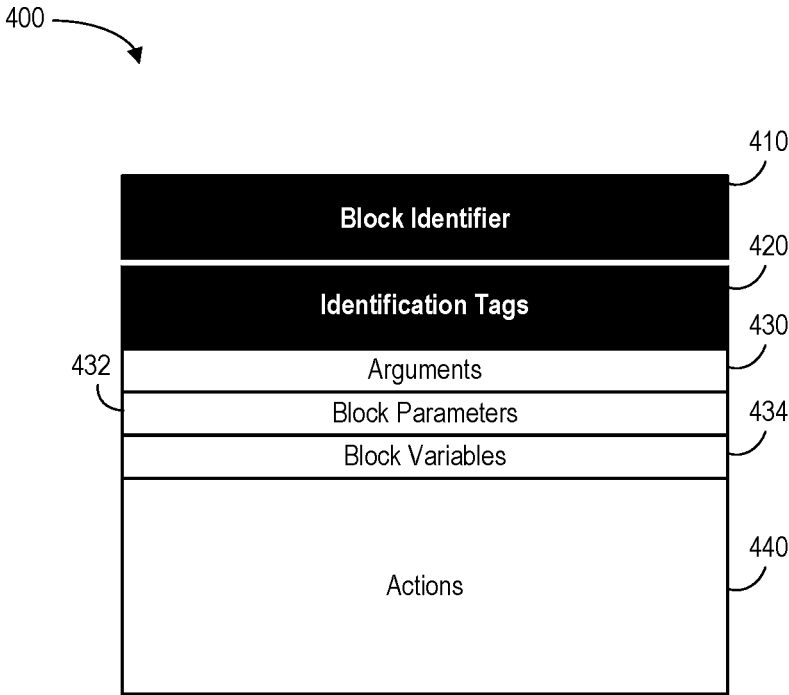 400
410
Block Identifier
420
Identification Tags
430
Arguments
432
Block Parameters
434
Block Variables
440
Actions